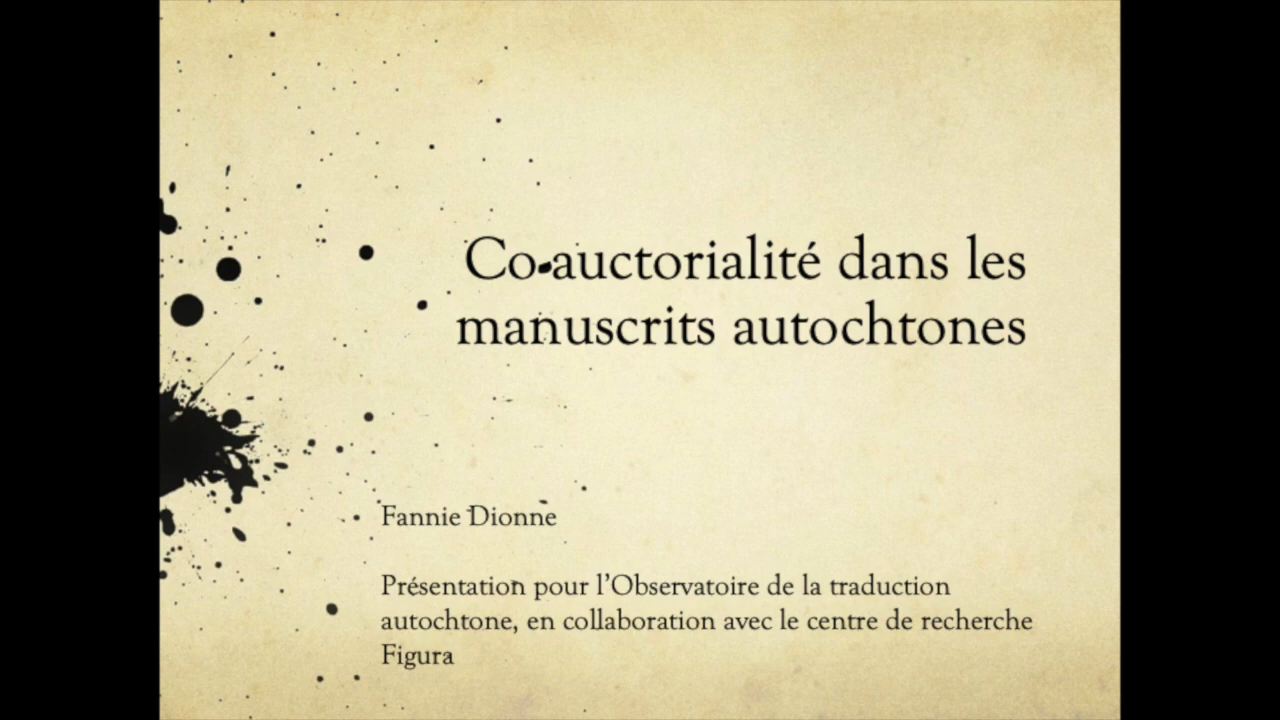 Co-auctorialité dans les
manuscrits autochtones
Fannie Dionne
Présentation pour l'Observatoire de la traduction
autochtone, en collaboration avec le centre de recherche
Figura